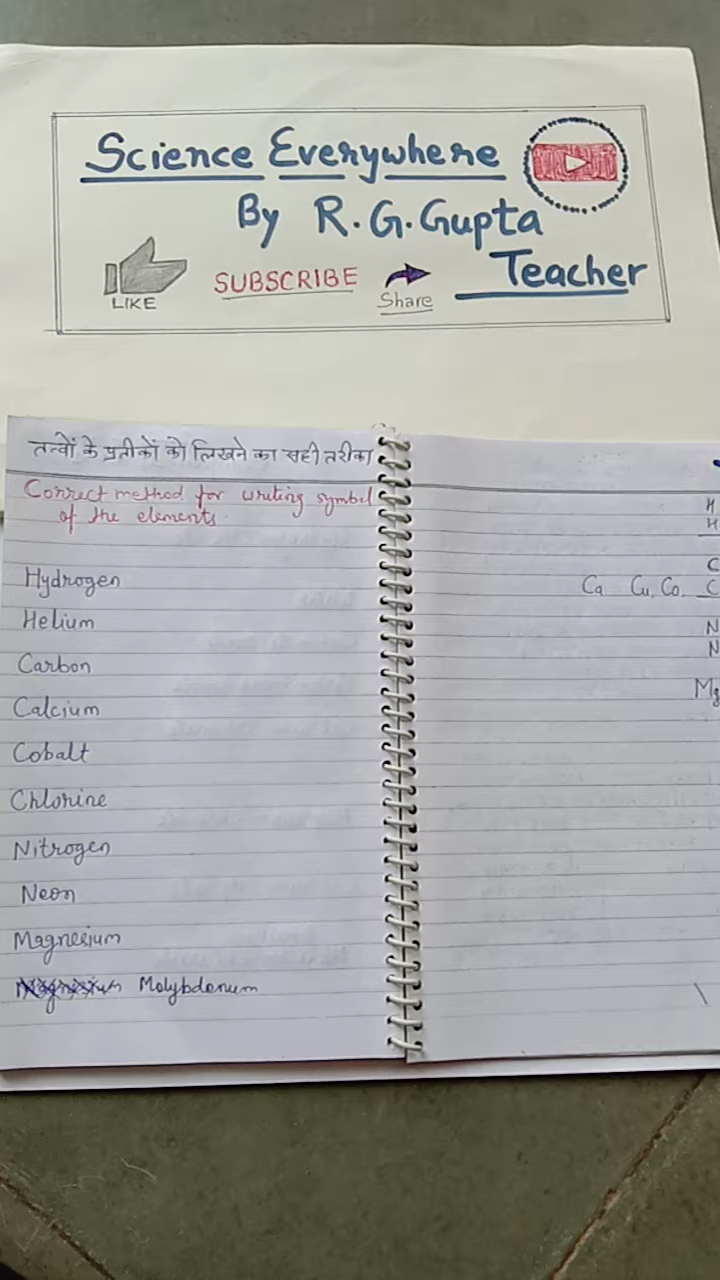 Science Everywhere
By R.G.Gupta
Teacher
LIKE
SUBSCRIBE
Share
तत्वों के प्रतीकों को लिखने का सही तरीका
Correct method for writing symbol
of the elements.
Hydrogen
Helium
Carbon
Calcium
Cobalt
Chlorine
Nitrogen
Neon
Magnesium
Molybdenum
H
H
C
Ca Cu, Co. C
N
N
Mg